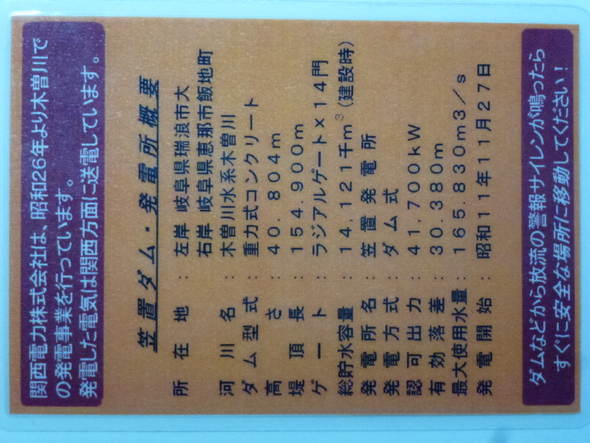 関西電力株式会社は、昭和26年より木曽川で
の発電事業を行っています。
発電した電気は関西方面に送電しています。
笠置ダム・発電所概要
所在地：左岸 岐阜県瑞浪市大
右岸 岐阜県恵那市飯地町
河川名：木曽川水系木曽川
ダム型式：重力式コンクリート
高さ：40.804m
堤頂長：154.900m
ゲート：ラジアルゲート×14門
総貯水容量：14,121千m³(建設時)
発電所名：笠置発電所
発電方式：ダム式
認可出力：41,700kW
有効落差：30.380m
最大使用水量：165.830m3/s
発電開始：昭和11年11月27日
ダムなどから放流の警報サイレンが鳴ったら
すぐに安全な場所に移動してください！